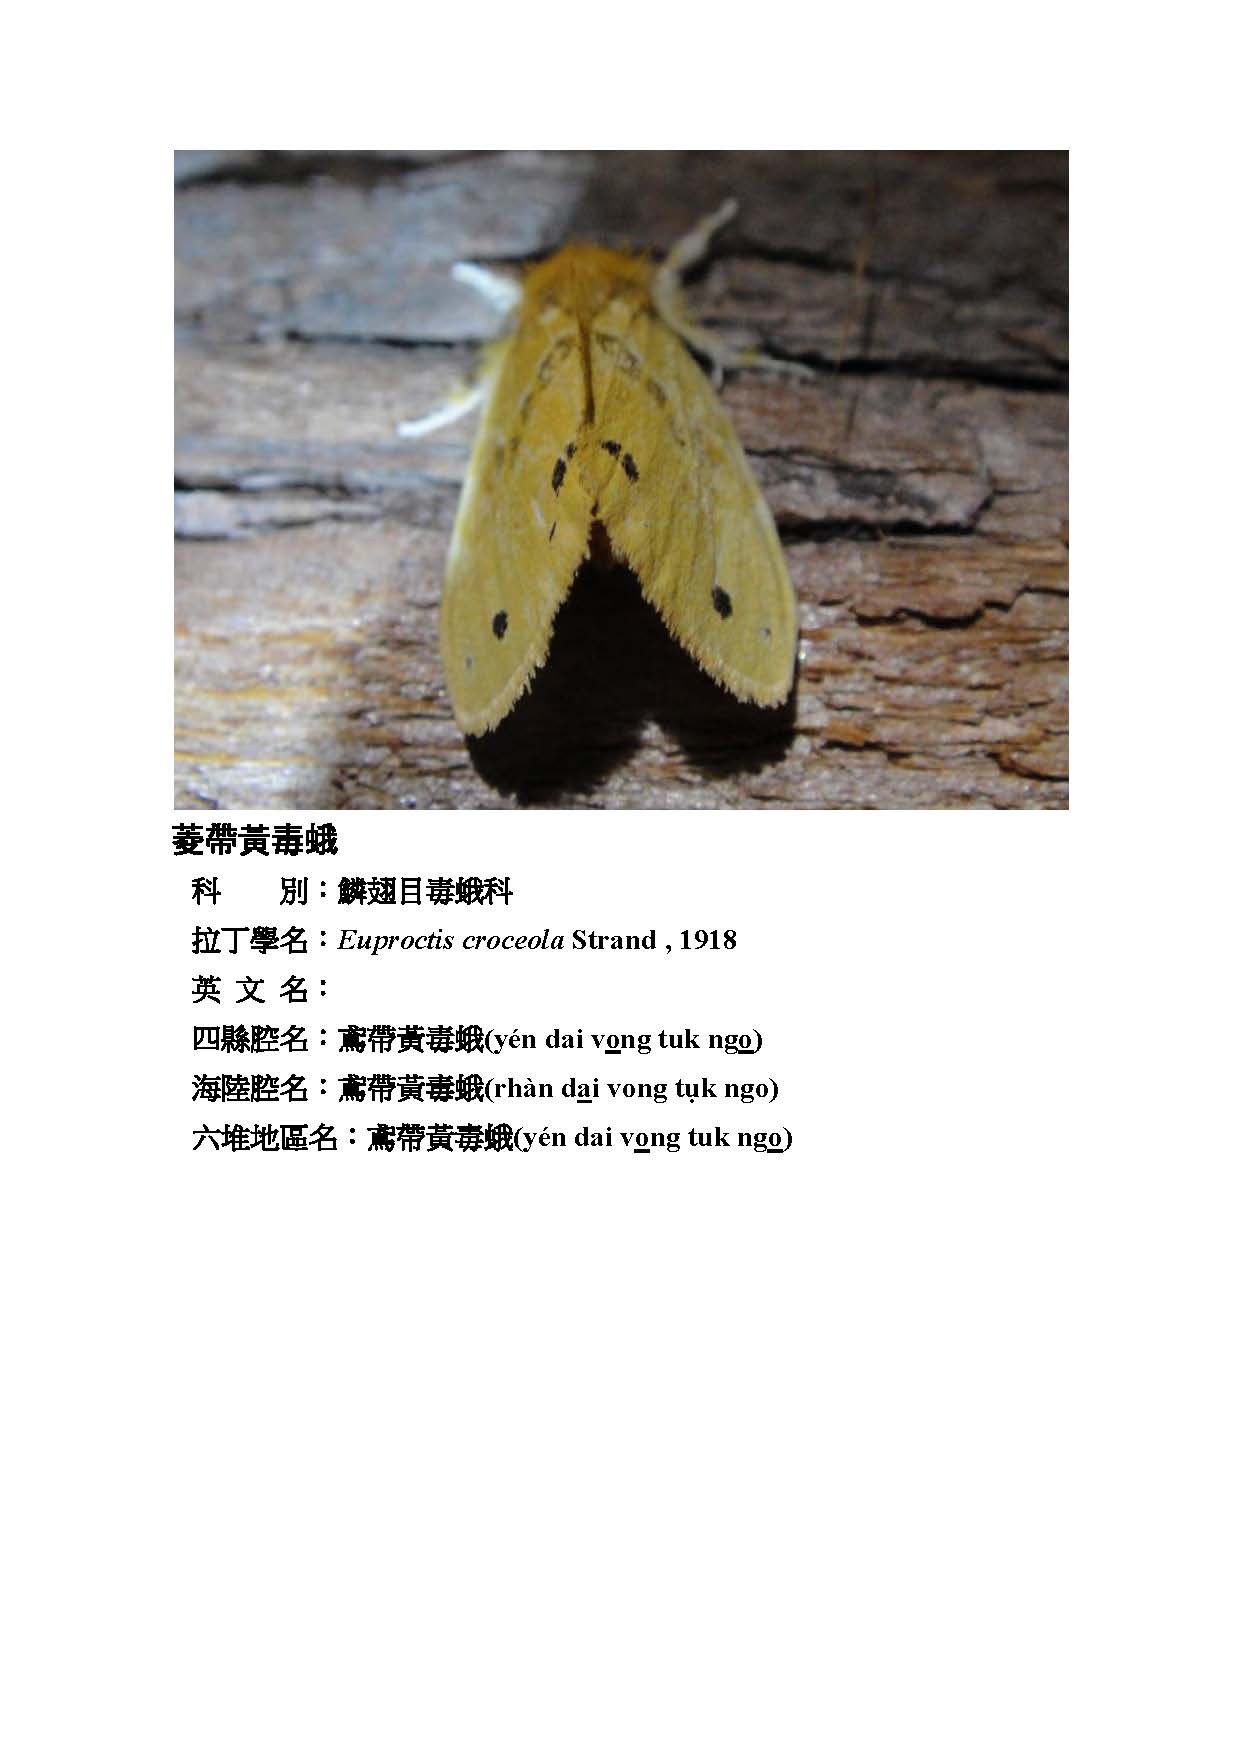 菱帶黃毒蛾
科　　別：鱗翅目毒蛾科
拉丁學名：Euproctis croceola Strand , 1918
英 文 名：
四縣腔名：鳶帶黃毒蛾(yén dai vo̲ng tuk ngo̲)
海陸腔名：鳶帶黃毒蛾(rhàn da̲i vong tụk ngo)
六堆地區名：鳶帶黃毒蛾(yén dai vo̲ng tuk ngo̲)